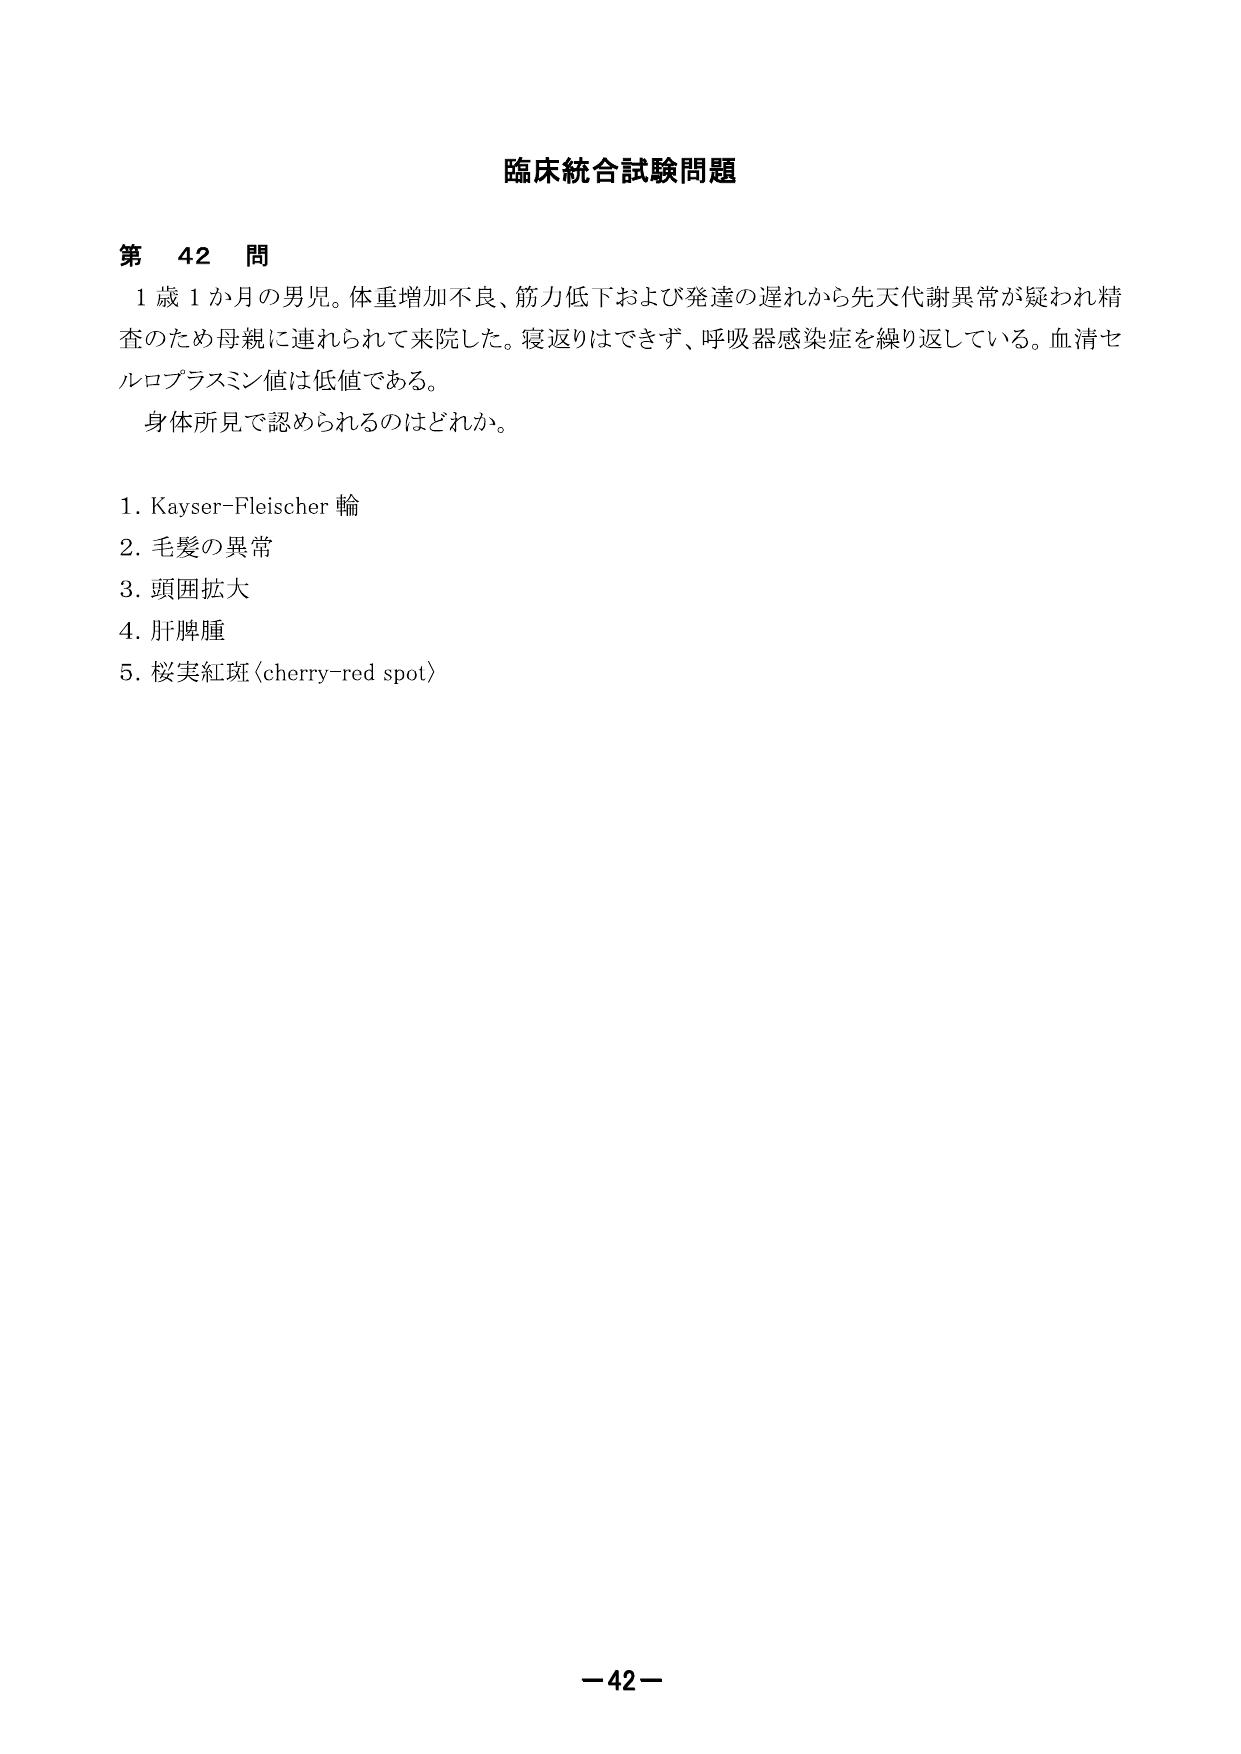 臨床統合試験問題
第 42 問
1 歳 1 か月の男児。体重増加不良、筋力低下および発達の遅れから先天代謝異常が疑われ精
査のため母親に連れられて来院した。寝返りはできず、呼吸器感染症を繰り返している。血清セ
ルロプラスミン値は低値である。
身体所見で認められるのはどれか。
1. Kayser-Fleischer 輪
2. 毛髪の異常
3. 頭囲拡大
4. 肝脾腫
5. 桜実紅斑〈cherry-red spot〉
－42－